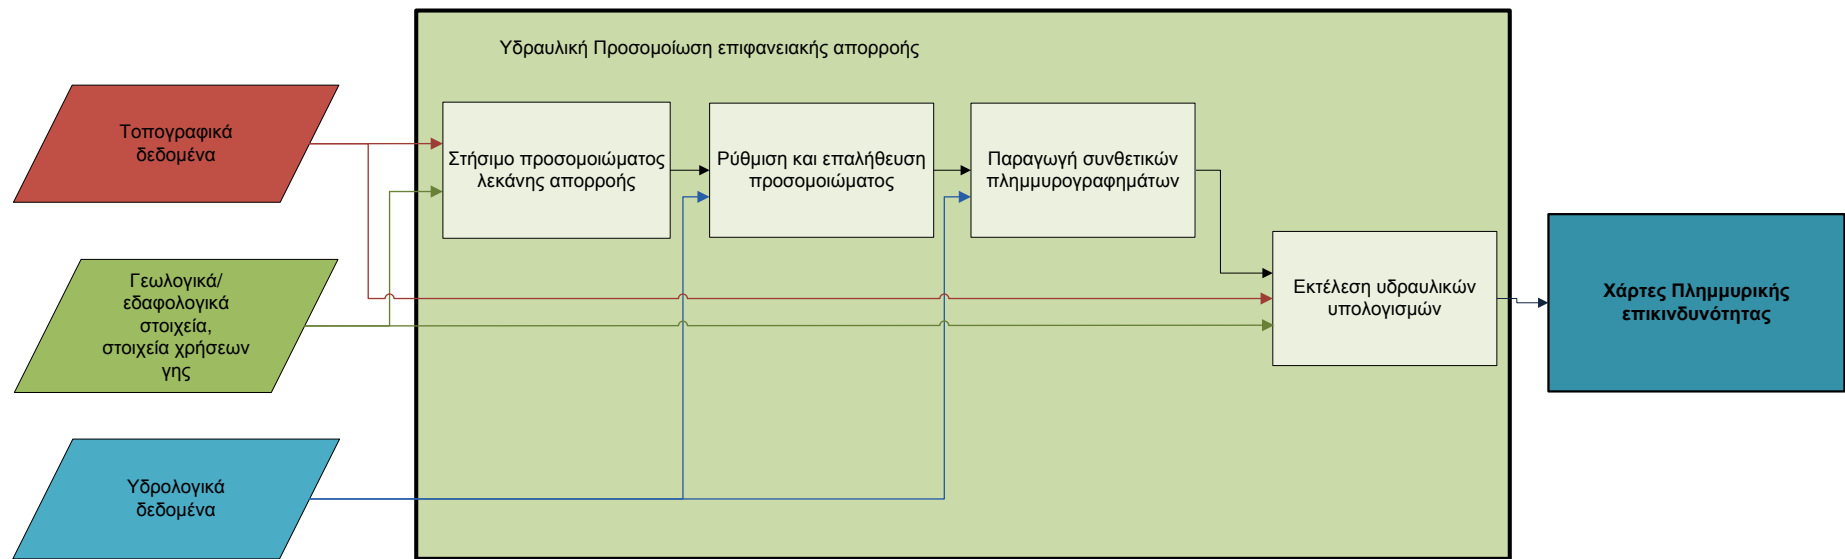 Υδραυλική Προσομοίωση επιφανειακής απορροής
Τοπογραφικά
δεδομένα
Στήσιμο προσομοιώματος
λεκάνης απορροής
Ρύθμιση και επαλήθευση
προσομοιώματος
Παραγωγή συνθετικών
πλημμυρογραφημάτων
Γεωλογικά/
εδαφολογικά
στοιχεία,
στοιχεία χρήσεων
γης
Εκτέλεση υδραυλικών
υπολογισμών
Χάρτες Πλημμυρικής
επικινδυνότητας
Υδρολογικά
δεδομένα